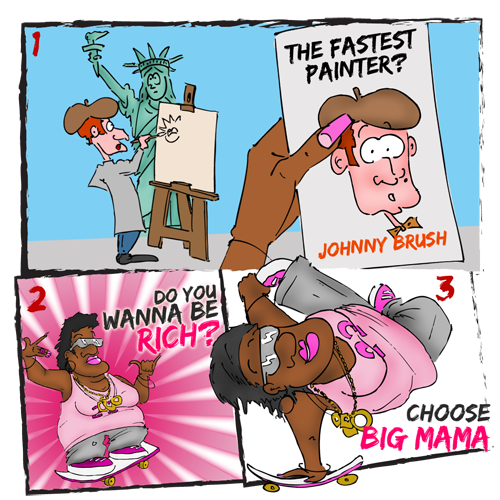 1
THE FASTEST
PAINTER?
JOHNNY BRUSH
2
DO YOU
WANNA BE
RICH?
3
CHOOSE
BIG MAMA